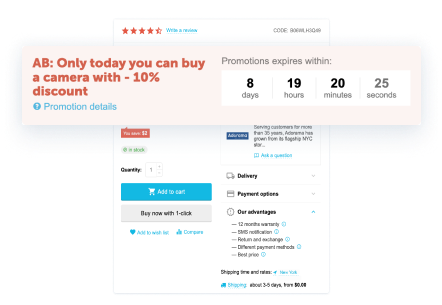 Write a review
CODE: B86WLH3Q49
AB: Only today you can buy
a camera with - 10%
discount
Promotion details
Promotions expires within:
8 19 20 25
days hours minutes seconds
You save: $2
In stock
Quantity: 1
Add to cart
Buy now with 1-click
Add to wish list Compare
Adorama
Serving customers for more
than 35 years, Adorama has
grown from its flagship NYC
stor...
Ask a question
Delivery
Payment options
Our advantages
— 12 months warranty
— SMS notification
— Return and exchange
— Different payment methods
— Best price
Shipping time and rates: New York
Shipping: about 3-5 days, from $0.00